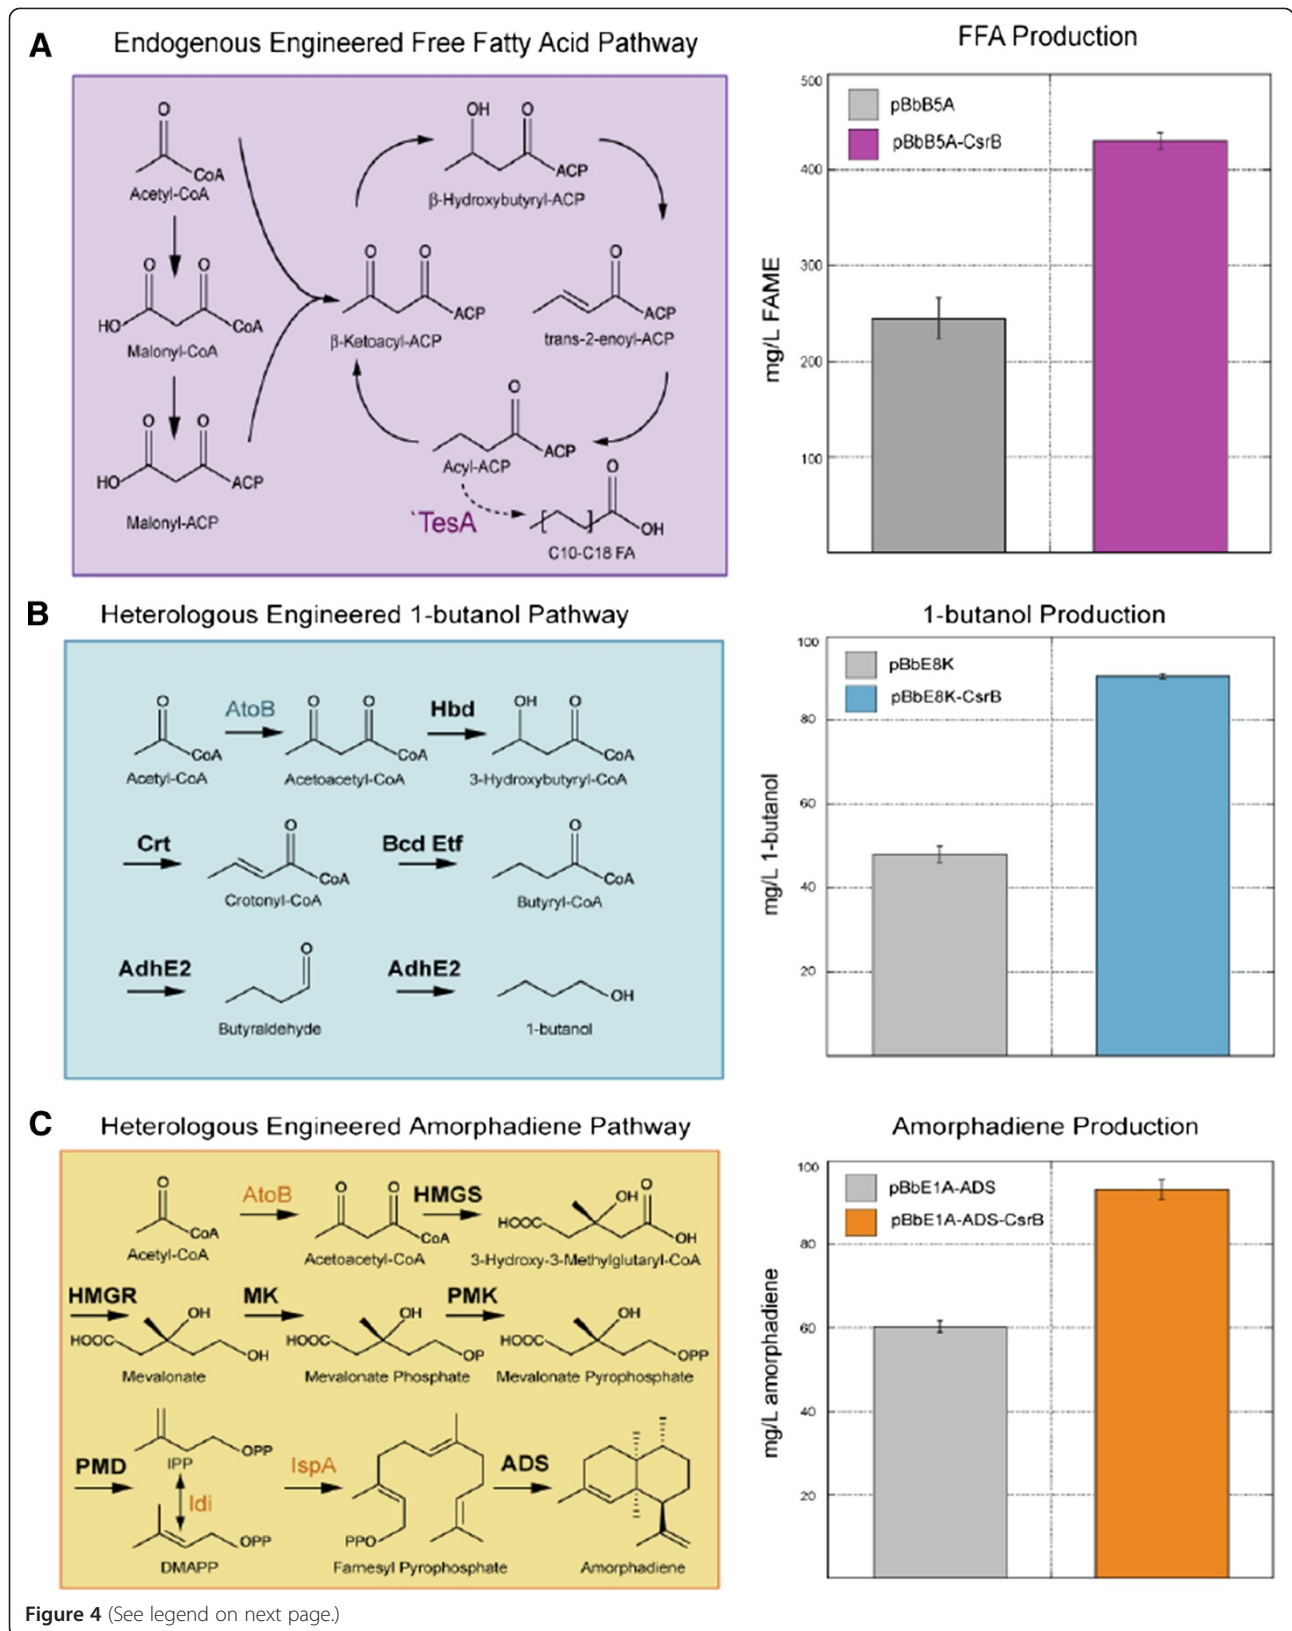 A
Endogenous Engineered Free Fatty Acid Pathway
FFA Production
O
CoA
Acetyl-CoA
O O
HO CoA
Malonyl-CoA
O O
HO ACP
Malonyl-ACP
OH O
ACP
β-Hydroxybutyryl-ACP
O O
ACP
β-Ketoacyl-ACP
O
ACP
trans-2-enoyl-ACP
O
ACP
Acyl-ACP
`TesA
O
OH
C10-C18 FA
500
400
300
200
100
mg/L FAME
pBbB5A
pBbB5A-CsrB
B
Heterologous Engineered 1-butanol Pathway
1-butanol Production
O
CoA
Acetyl-CoA
AtoB
O O
CoA
Acetoacetyl-CoA
Hbd
OH O
CoA
3-Hydroxybutyryl-CoA
Crt
O
CoA
Crotonyl-CoA
Bcd Etf
O
CoA
Butyryl-CoA
AdhE2
O
Butyraldehyde
AdhE2
OH
1-butanol
100
80
60
40
20
mg/L 1-butanol
pBbE8K
pBbE8K-CsrB
C
Heterologous Engineered Amorphadiene Pathway
Amorphadiene Production
O
CoA
Acetyl-CoA
AtoB
O O
CoA
Acetoacetyl-CoA
HMGS
OH O
HOOC OH
3-Hydroxy-3-Methylglutaryl-CoA
HMGR
OH
HOOC OH
Mevalonate
MK
OH
HOOC OP
Mevalonate Phosphate
PMK
OH
HOOC OPP
Mevalonate Pyrophosphate
PMD
OPP
IPP
Idi
OPP
DMAPP
IspA
PPO
Farnesyl Pyrophosphate
ADS
Amorphadiene
100
80
60
40
20
mg/L amorphadiene
pBbE1A-ADS
pBbE1A-ADS-CsrB
Figure 4 (See legend on next page.)